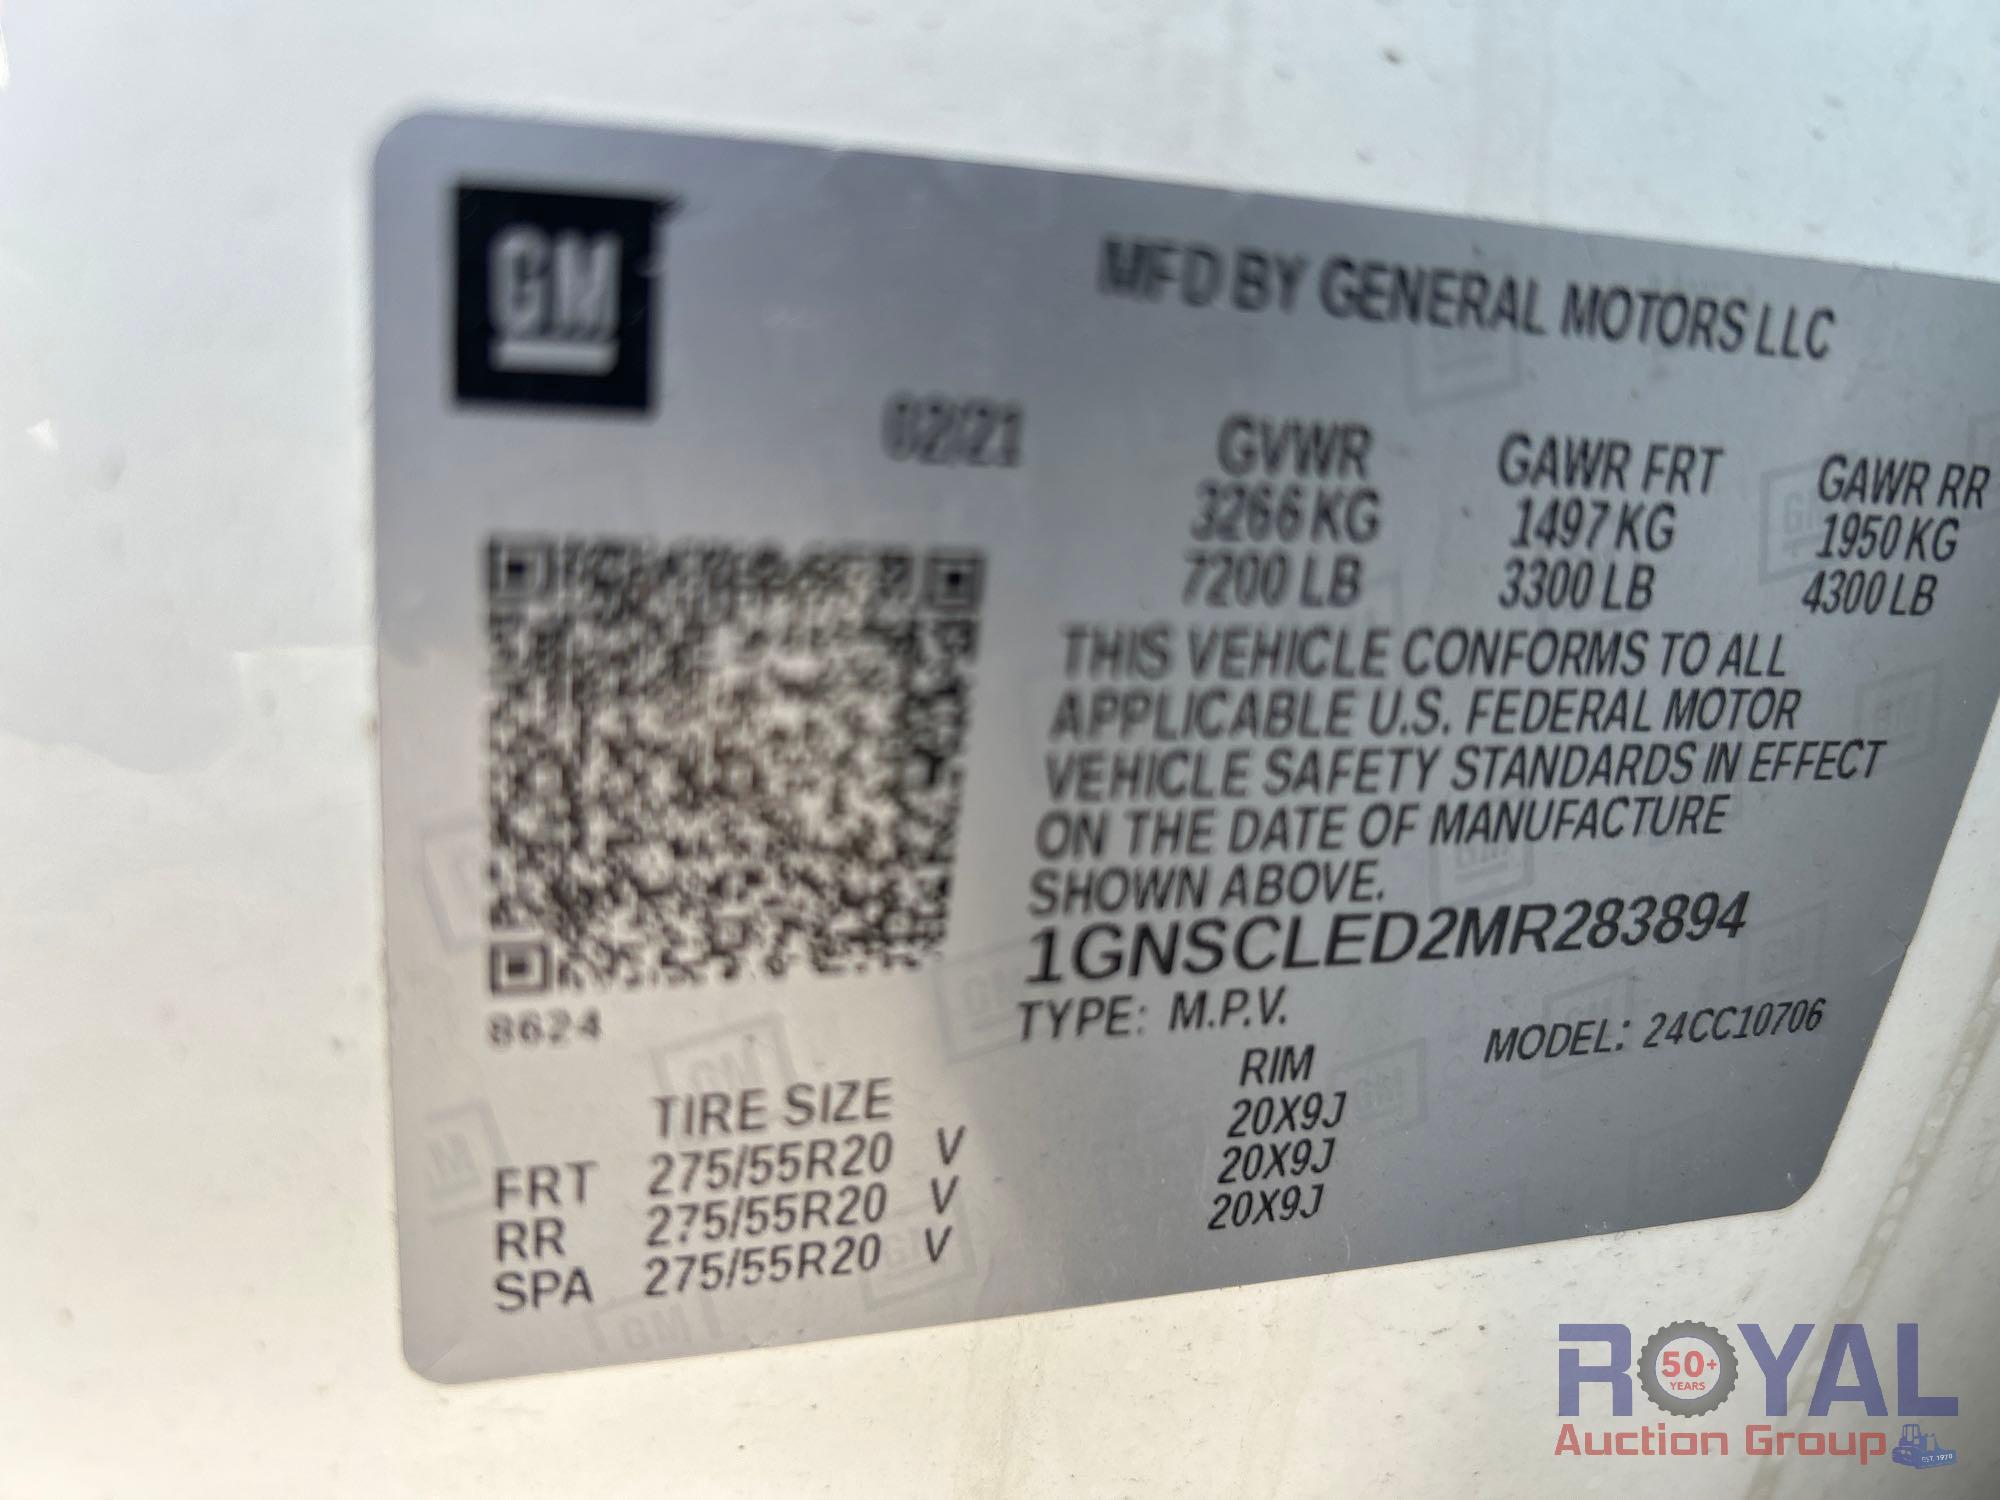 GM
MFD BY GENERAL MOTORS LLC
02/21
GVWR GAWR FRT GAWR RR
3266 KG 1497 KG 1950 KG
7200 LB 3300 LB 4300 LB
THIS VEHICLE CONFORMS TO ALL
APPLICABLE U.S. FEDERAL MOTOR
VEHICLE SAFETY STANDARDS IN EFFECT
ON THE DATE OF MANUFACTURE
SHOWN ABOVE.
1GNSCLED2MR283894
8624
TYPE: M.P.V. MODEL: 24CC10706
TIRE SIZE RIM
FRT 275/55R20 V 20X9J
RR 275/55R20 V 20X9J
SPA 275/55R20 V 20X9J
ROYAL
50+
YEARS
Auction Group
EST. 1970